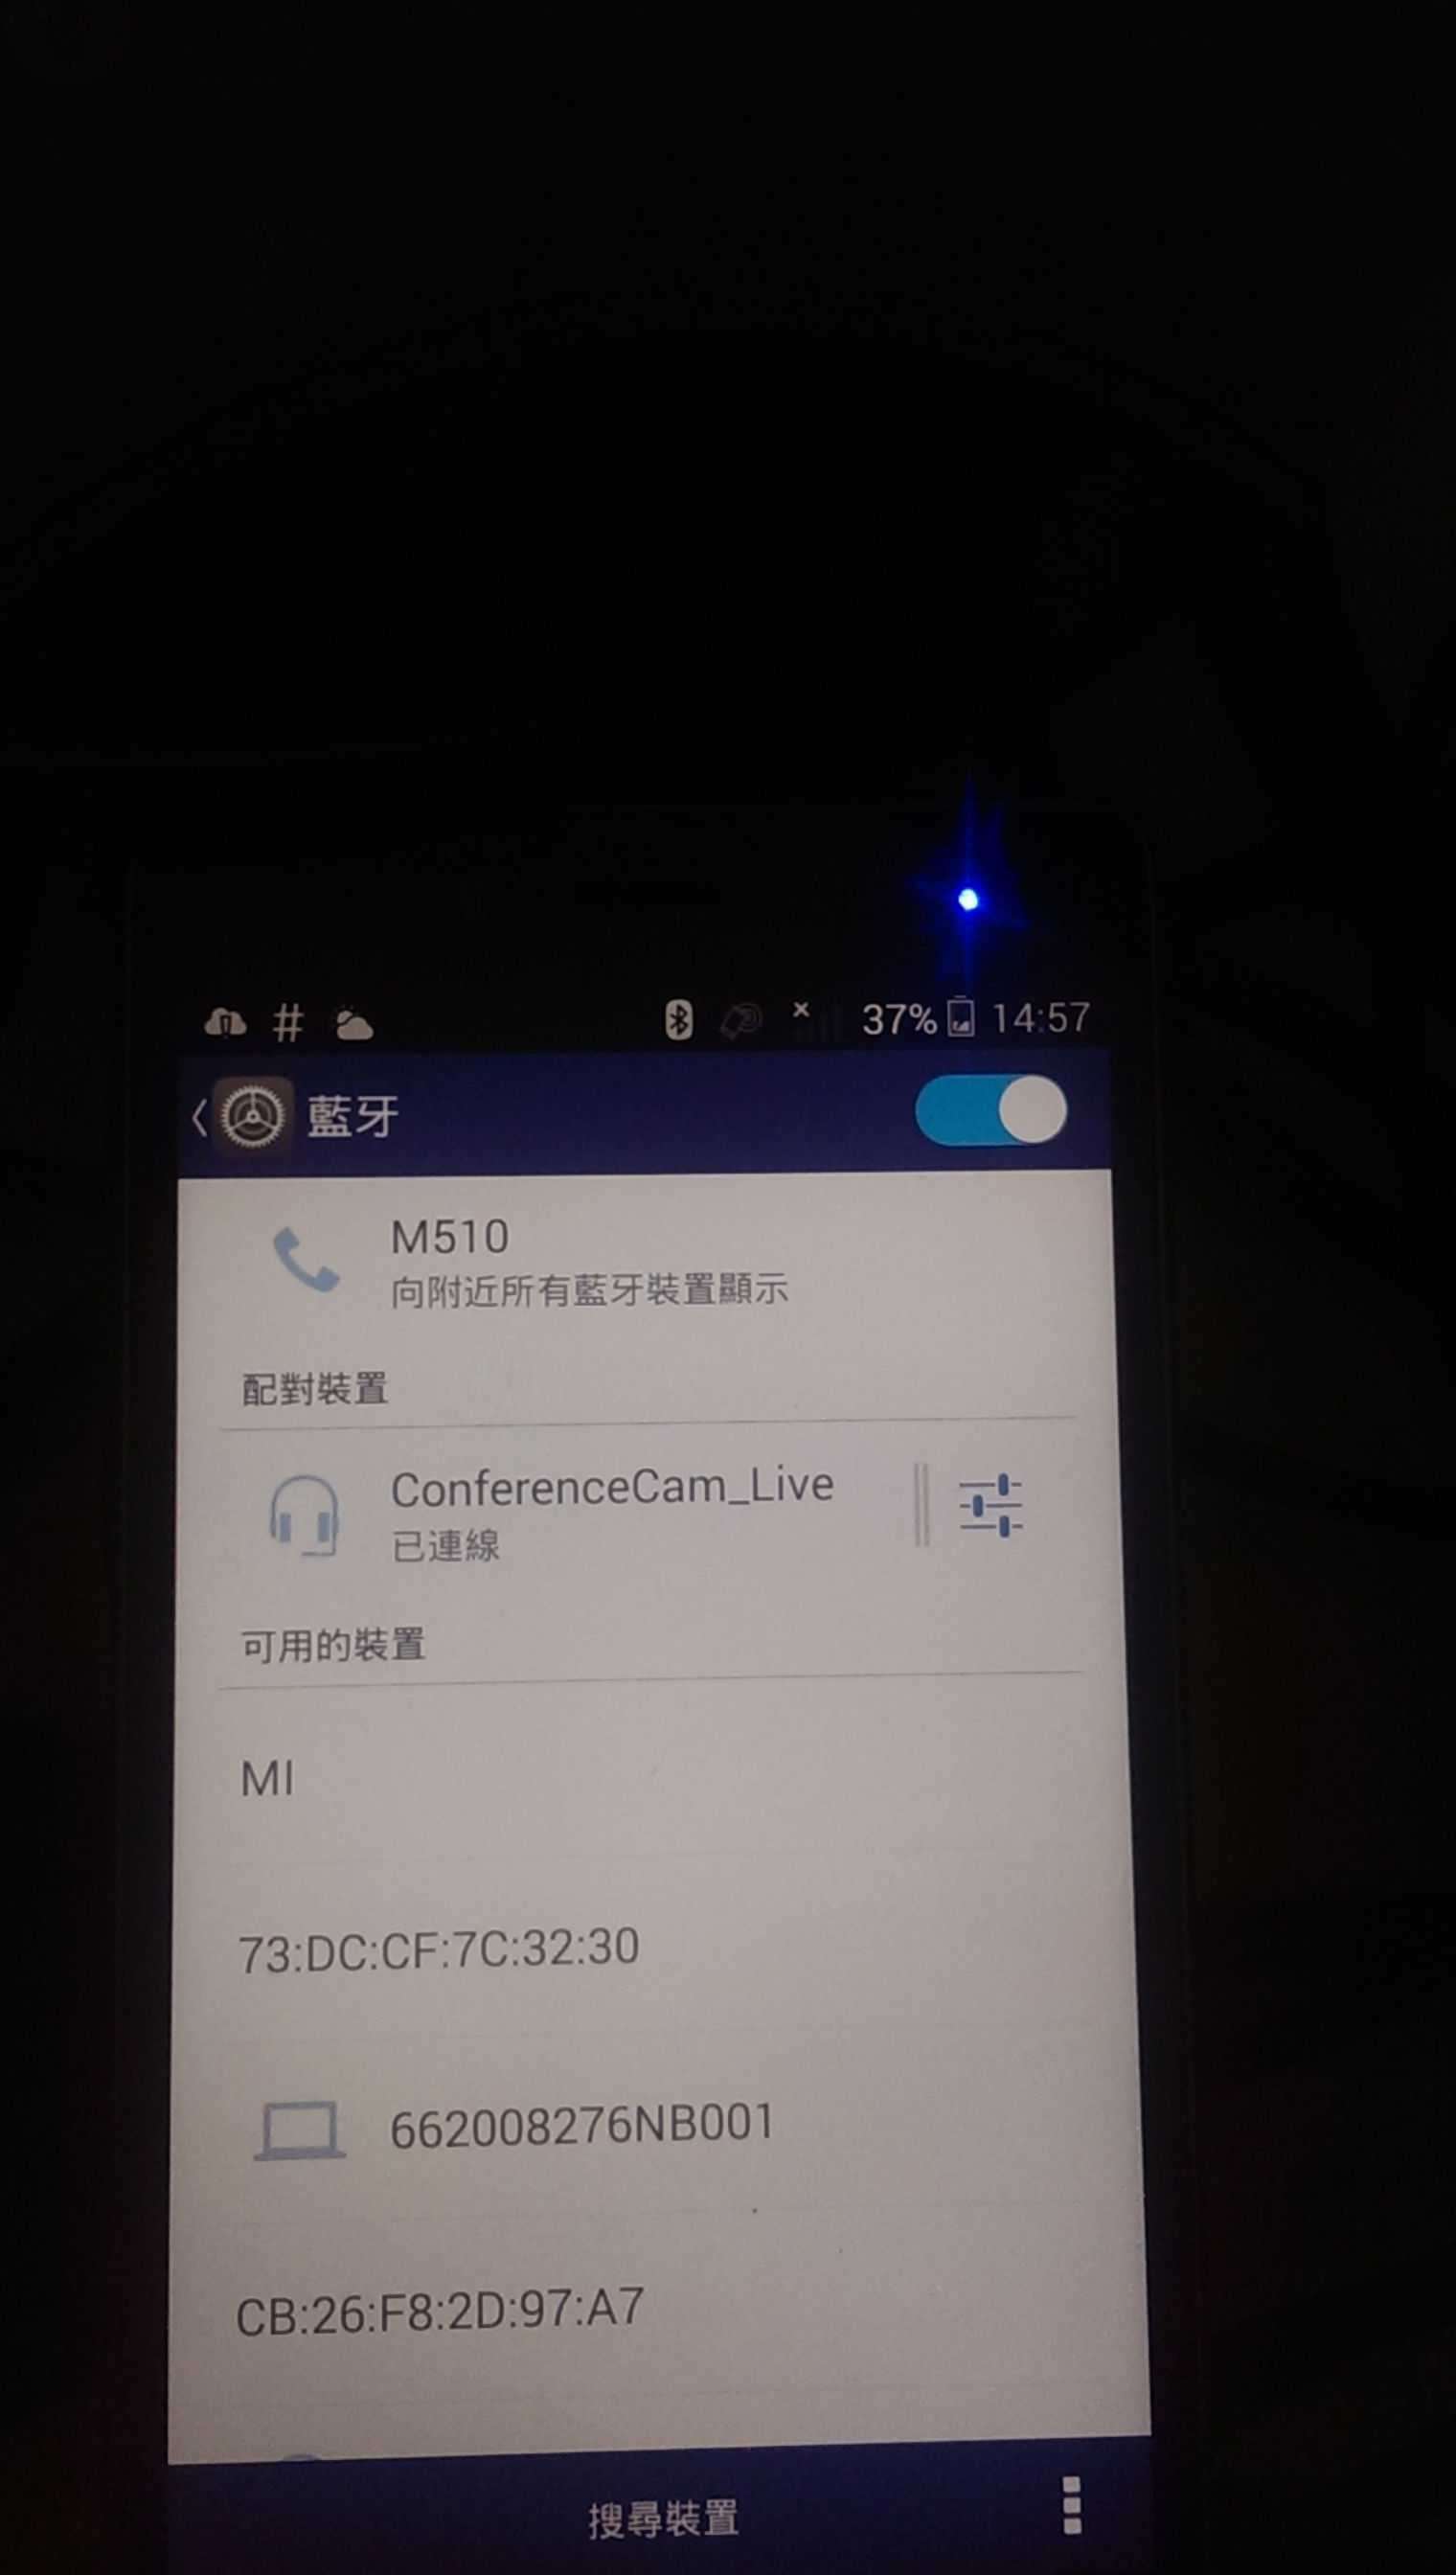 # 37% 14:57
藍牙
M510
向附近所有藍牙裝置顯示
配對裝置
ConferenceCam_Live
已連線
可用的裝置
MI
73:DC:CF:7C:32:30
662008276NB001
CB:26:F8:2D:97:A7
搜尋裝置